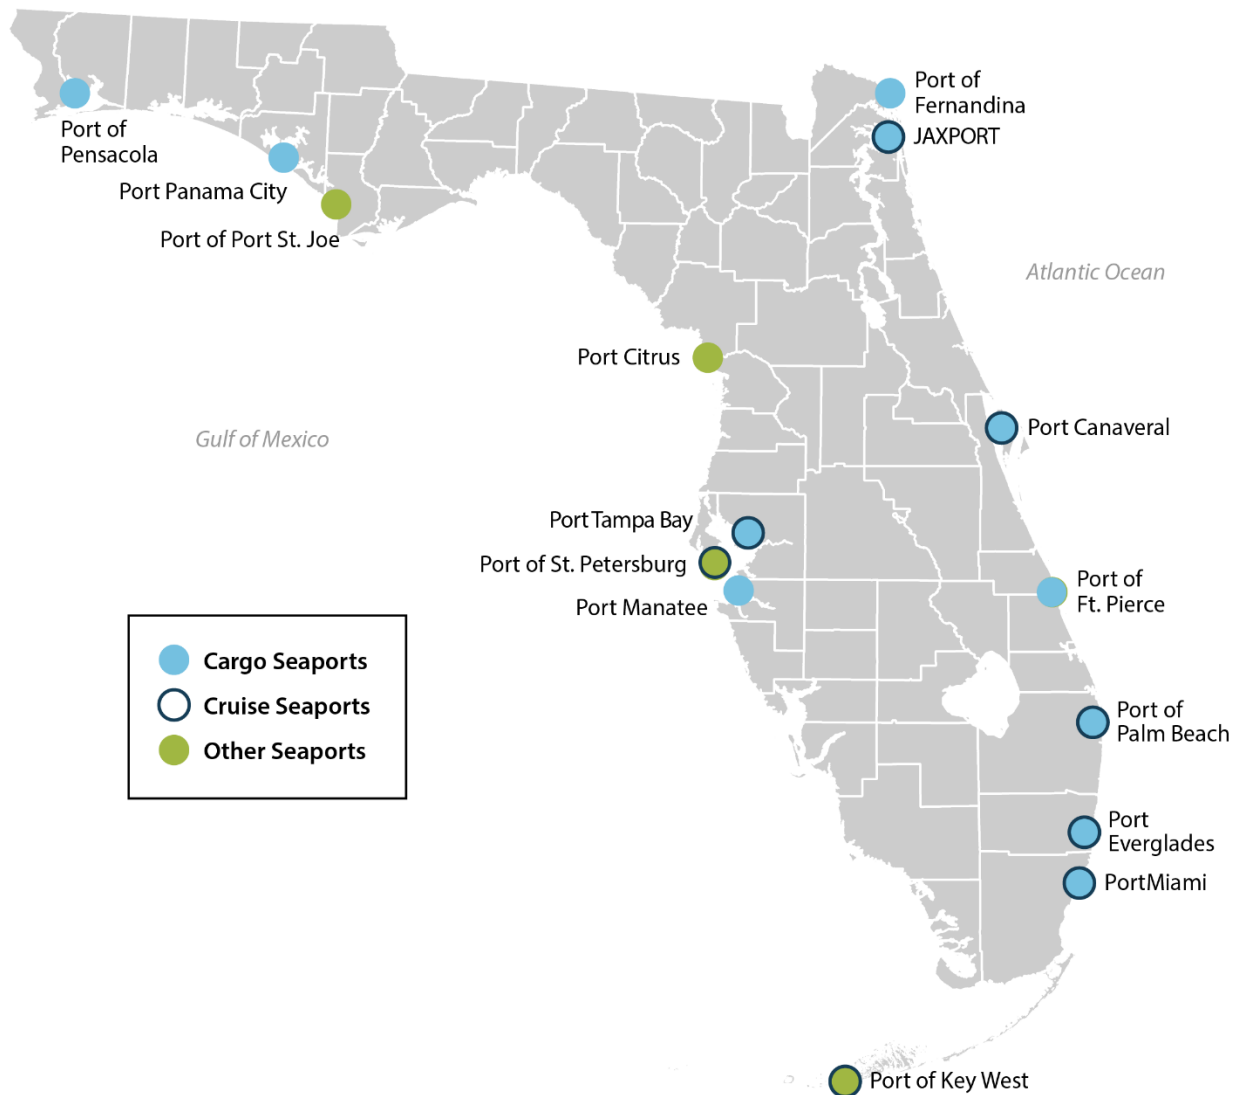 Port of
Fernandina
JAXPORT
Port of
Pensacola
Port Panama City
Port of Port St. Joe
Atlantic Ocean
Port Citrus
Gulf of Mexico
Port Canaveral
Port Tampa Bay
Port of St. Petersburg
Port Manatee
Port of
Ft. Pierce
Cargo Seaports
Cruise Seaports
Other Seaports
Port of
Palm Beach
Port
Everglades
PortMiami
Port of Key West